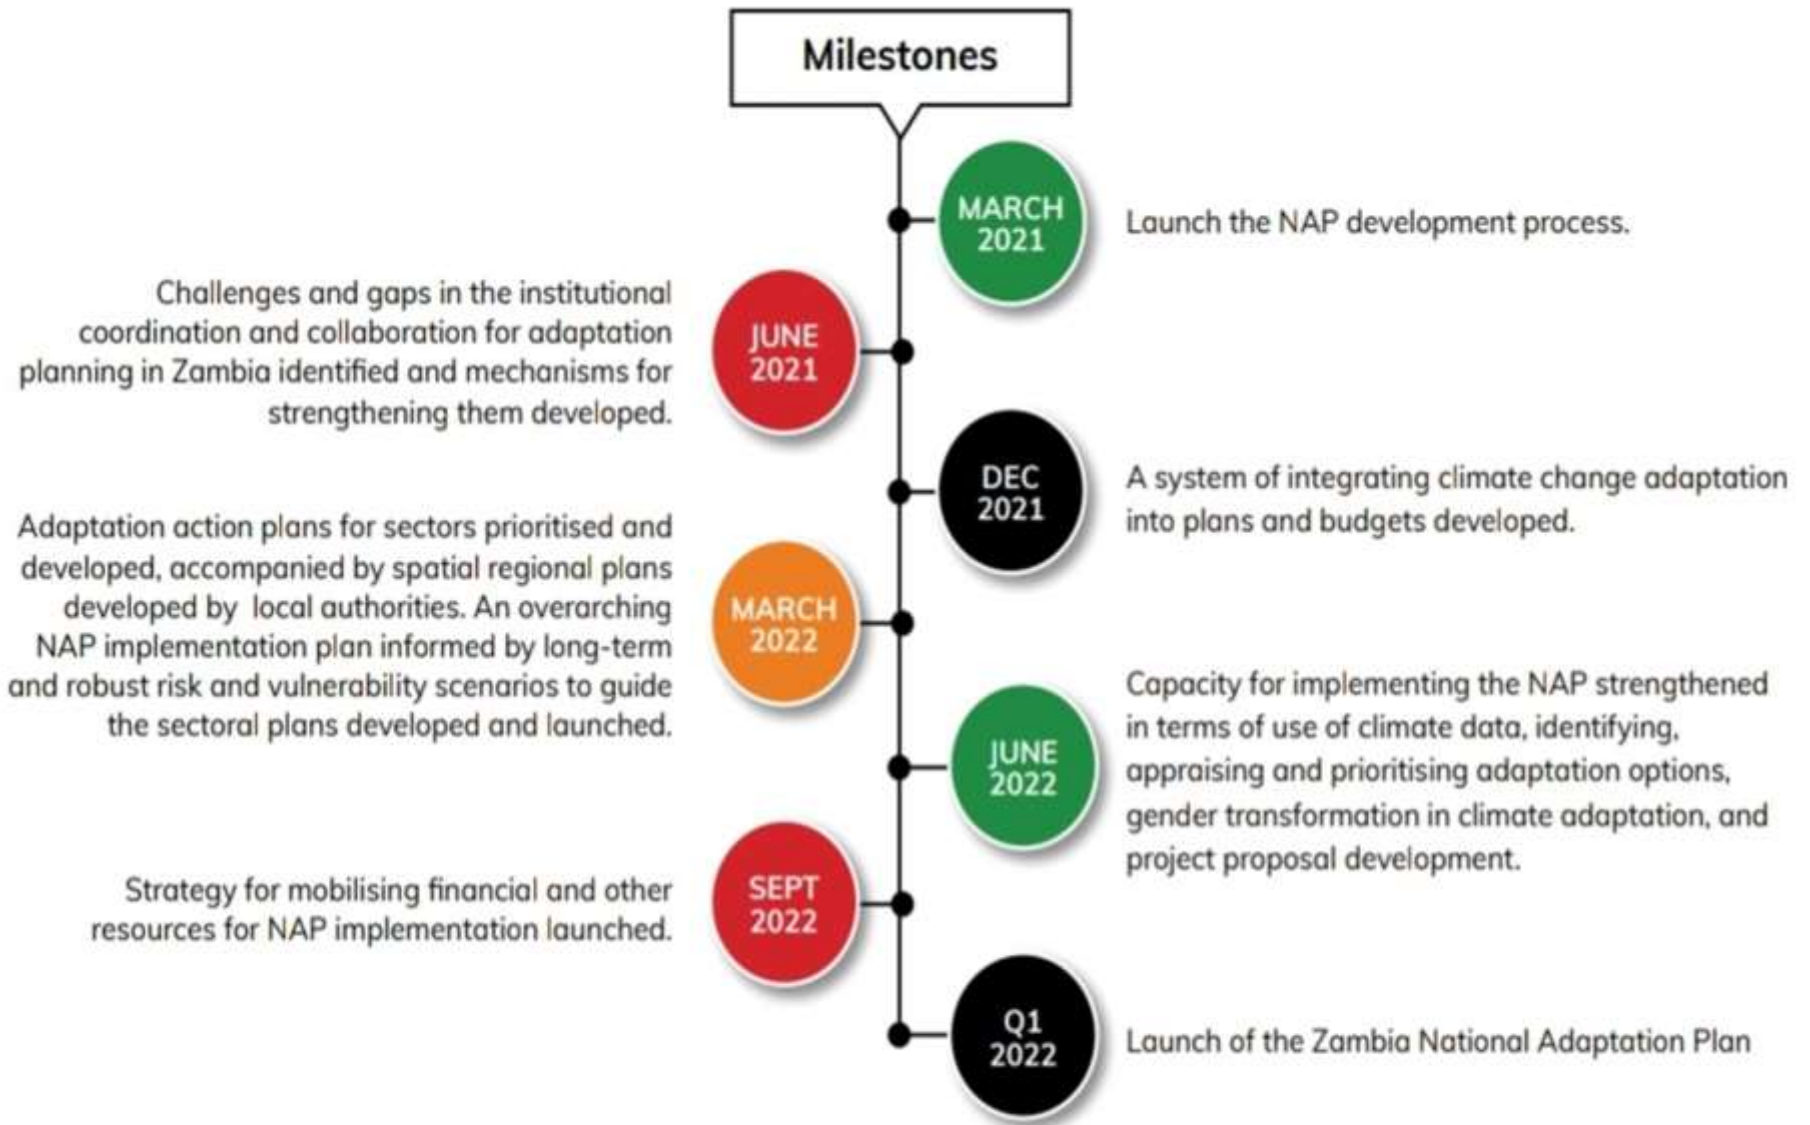 Milestones
MARCH
2021
Launch the NAP development process.
Challenges and gaps in the institutional
coordination and collaboration for adaptation
planning in Zambia identified and mechanisms for
strengthening them developed.
JUNE
2021
DEC
2021
A system of integrating climate change adaptation
into plans and budgets developed.
Adaptation action plans for sectors prioritised and
developed, accompanied by spatial regional plans
developed by local authorities. An overarching
NAP implementation plan informed by long-term
and robust risk and vulnerability scenarios to guide
the sectoral plans developed and launched.
MARCH
2022
JUNE
2022
Capacity for implementing the NAP strengthened
in terms of use of climate data, identifying,
appraising and prioritising adaptation options,
gender transformation in climate adaptation, and
project proposal development.
Strategy for mobilising financial and other
resources for NAP implementation launched.
SEPT
2022
Q1
2022
Launch of the Zambia National Adaptation Plan